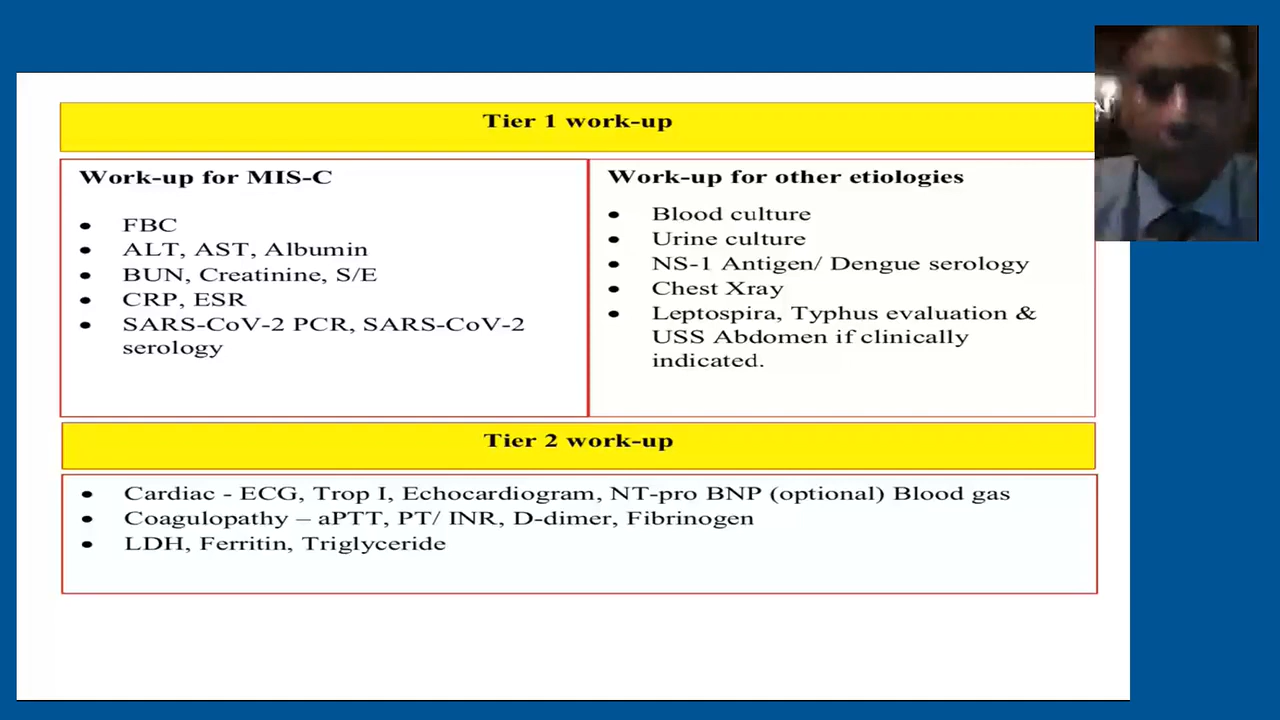 Tier 1 work-up
Work-up for MIS-C
● FBC
● ALT, AST, Albumin
● BUN, Creatinine, S/E
● CRP, ESR
● SARS-CoV-2 PCR, SARS-CoV-2
serology
Work-up for other etiologies
● Blood culture
● Urine culture
● NS-1 Antigen/ Dengue serology
● Chest Xray
● Leptospira, Typhus evaluation &
USS Abdomen if clinically
indicated.
Tier 2 work-up
● Cardiac - ECG, Trop I, Echocardiogram, NT-pro BNP (optional) Blood gas
● Coagulopathy – aPTT, PT/ INR, D-dimer, Fibrinogen
● LDH, Ferritin, Triglyceride